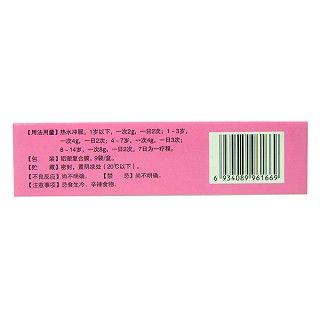 【用法用量】热水冲服。1岁以下，一次2g，一日2次；1－3岁，
一次4g，一日2次；4－7岁，一次4g，一日3次；
8－14岁，一次8g，一日2次。7日为一疗程。
【包　　装】铝塑复合膜，9袋/盒。
【贮　　藏】密封，置阴凉处（20℃以下）。
【不良反应】尚不明确。【禁　　忌】尚不明确。
【注意事项】忌食生冷、辛辣食物。
6 934089 961669